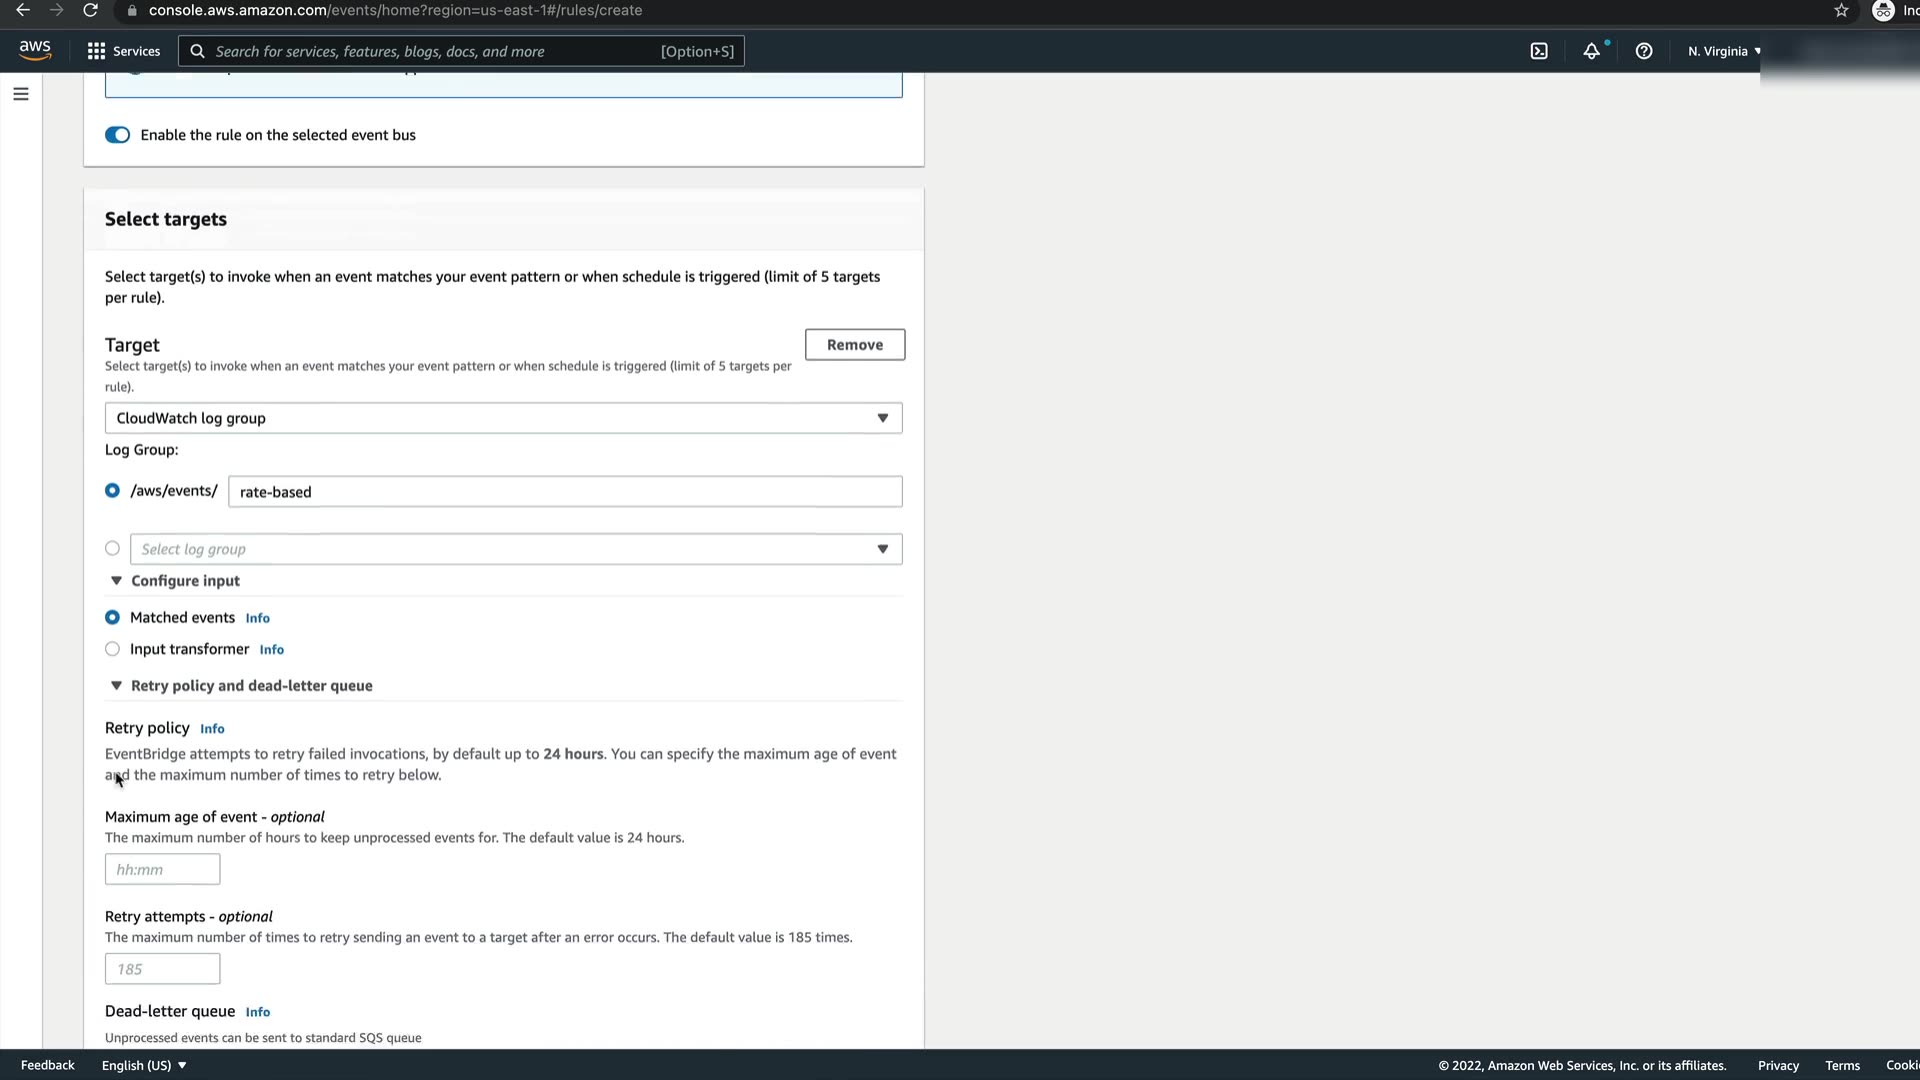 console.aws.amazon.com/events/home?region=us-east-1#/rules/create
aws
Services
Search for services, features, blogs, docs, and more
[Option+S]
N. Virginia
Enable the rule on the selected event bus
Select targets
Select target(s) to invoke when an event matches your event pattern or when schedule is triggered (limit of 5 targets
per rule).
Target
Remove
Select target(s) to invoke when an event matches your event pattern or when schedule is triggered (limit of 5 targets per
rule).
CloudWatch log group
Log Group:
/aws/events/ rate-based
Select log group
Configure input
Matched events Info
Input transformer Info
Retry policy and dead-letter queue
Retry policy Info
EventBridge attempts to retry failed invocations, by default up to 24 hours. You can specify the maximum age of event
and the maximum number of times to retry below.
Maximum age of event - optional
The maximum number of hours to keep unprocessed events for. The default value is 24 hours.
hh:mm
Retry attempts - optional
The maximum number of times to retry sending an event to a target after an error occurs. The default value is 185 times.
185
Dead-letter queue Info
Unprocessed events can be sent to standard SQS queue
Feedback English (US) © 2022, Amazon Web Services, Inc. or its affiliates. Privacy Terms